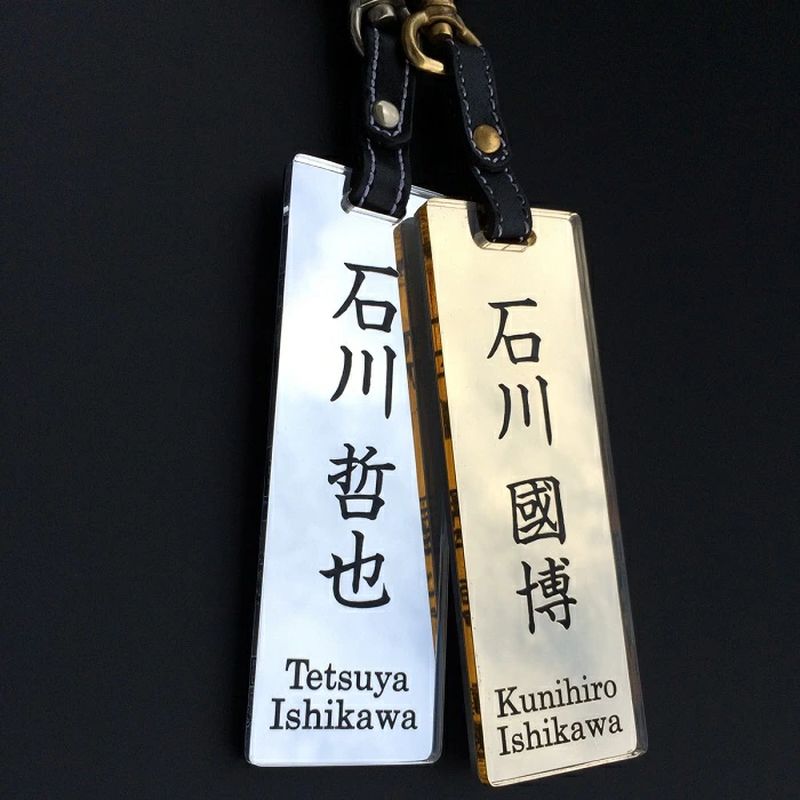 石川 哲也
Tetsuya
Ishikawa
石川 國博
Kunihiro
Ishikawa